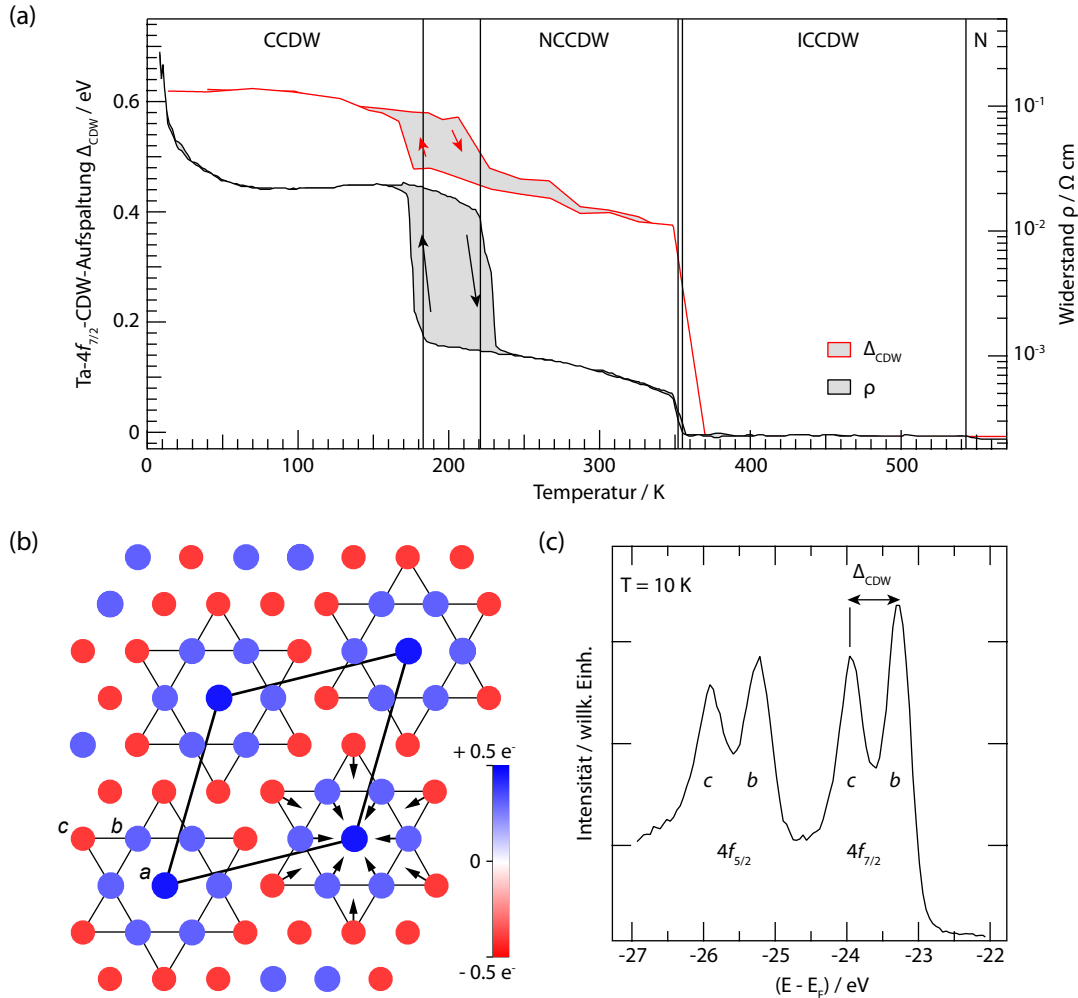 (a)
CCDW NCCDW ICCDW N
Ta-4f7/2-CDW-Aufspaltung ΔCDW / eV
0.6
0.4
0.2
0
10⁻¹
10⁻²
10⁻³
Widerstand ρ / Ω cm
ΔCDW
ρ
0 100 200 300 400 500
Temperatur / K
(b)
c b
a
+ 0.5 e⁻
0
- 0.5 e⁻
(c)
T = 10 K
ΔCDW
Intensität / willk. Einh.
c b c b
4f5/2 4f7/2
-27 -26 -25 -24 -23 -22
(E - EF) / eV